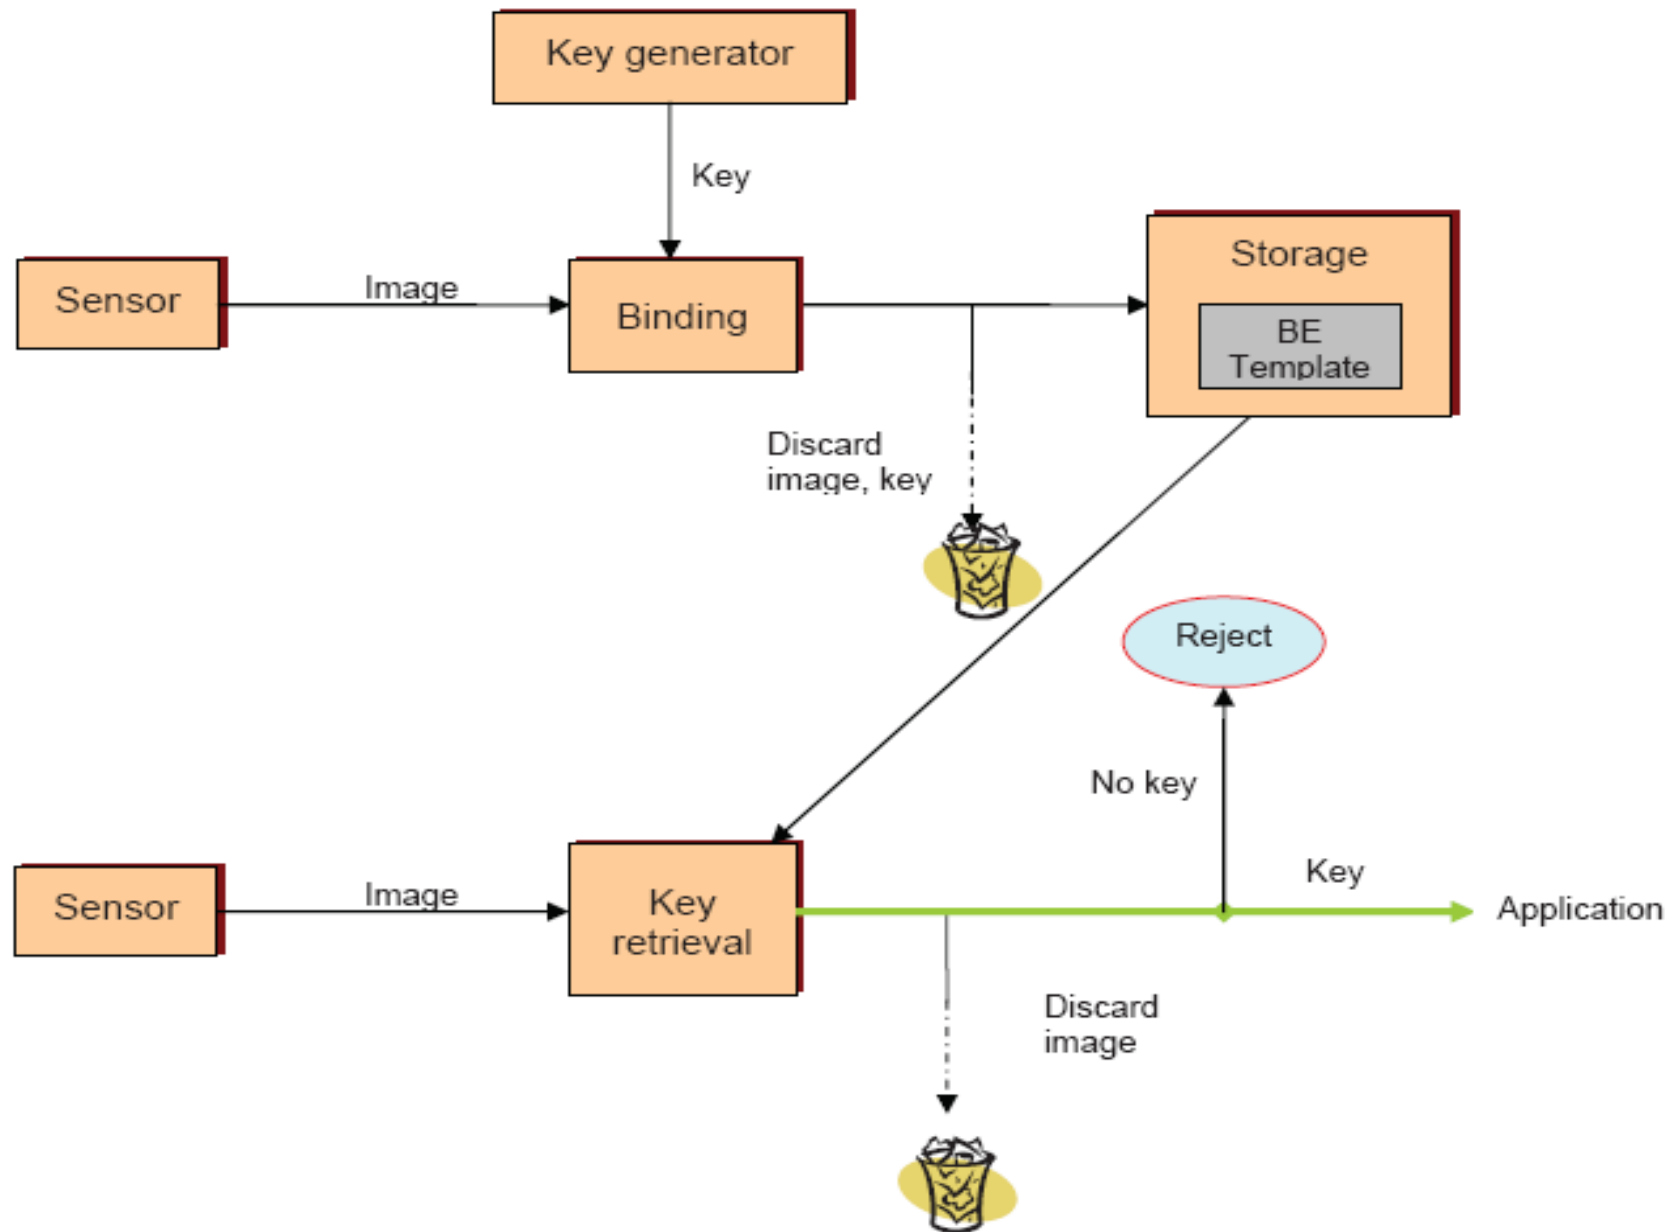 Key generator
Key
Sensor
Image
Binding
Storage
BE
Template
Discard
image, key
Reject
No key
Sensor
Image
Key
retrieval
Key
Application
Discard
image